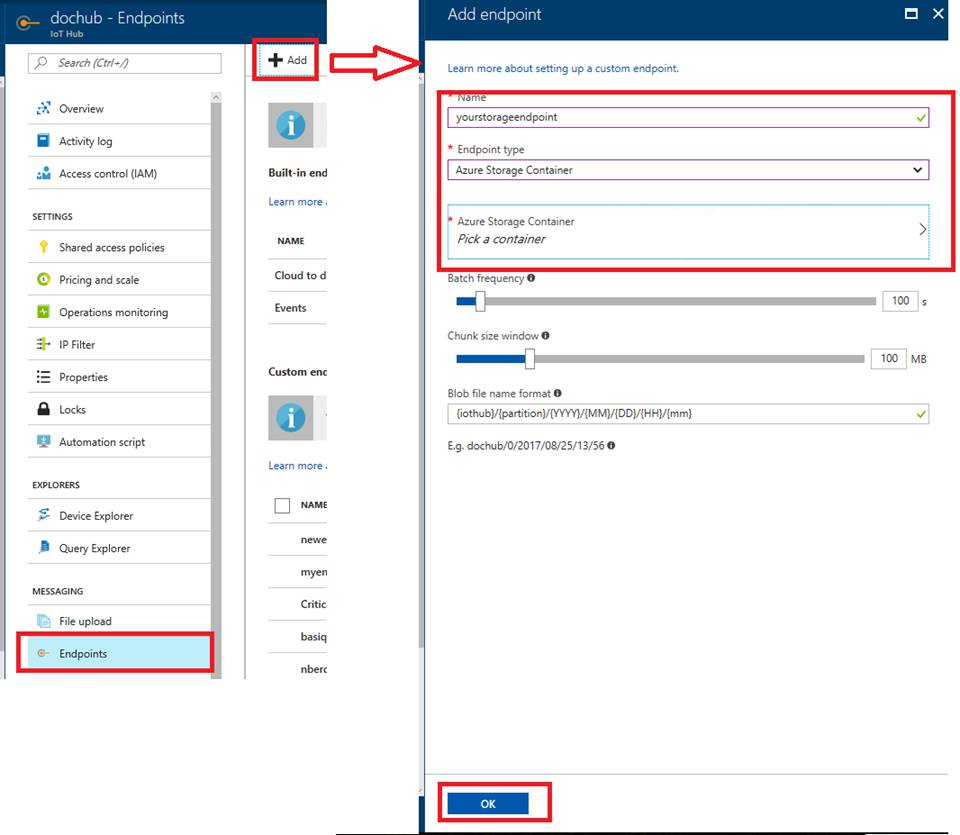 dochub - Endpoints
IoT Hub
Search (Ctrl+/)
Overview
Activity log
Access control (IAM)
SETTINGS
Shared access policies
Pricing and scale
Operations monitoring
IP Filter
Properties
Locks
Automation script
EXPLORERS
Device Explorer
Query Explorer
MESSAGING
File upload
Endpoints
Add
Built-in end
Learn more
NAME
Cloud to d
Events
Custom end
Learn more
NAME
newe
myen
Critic
basiq
nberd
Add endpoint
Learn more about setting up a custom endpoint.
* Name
yourstorageendpoint
* Endpoint type
Azure Storage Container
* Azure Storage Container
Pick a container
Batch frequency
100 s
Chunk size window
100 MB
Blob file name format
{iothub}/{partition}/{YYYY}/{MM}/{DD}/{HH}/{mm}
E.g. dochub/0/2017/08/25/13/56
OK